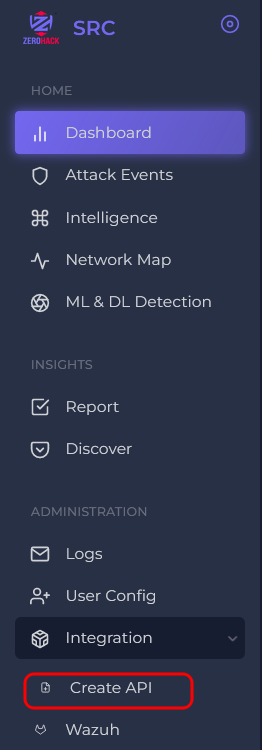 ZEROHACK
SRC
HOME
Dashboard
Attack Events
Intelligence
Network Map
ML & DL Detection
INSIGHTS
Report
Discover
ADMINISTRATION
Logs
User Config
Integration
Create API
Wazuh